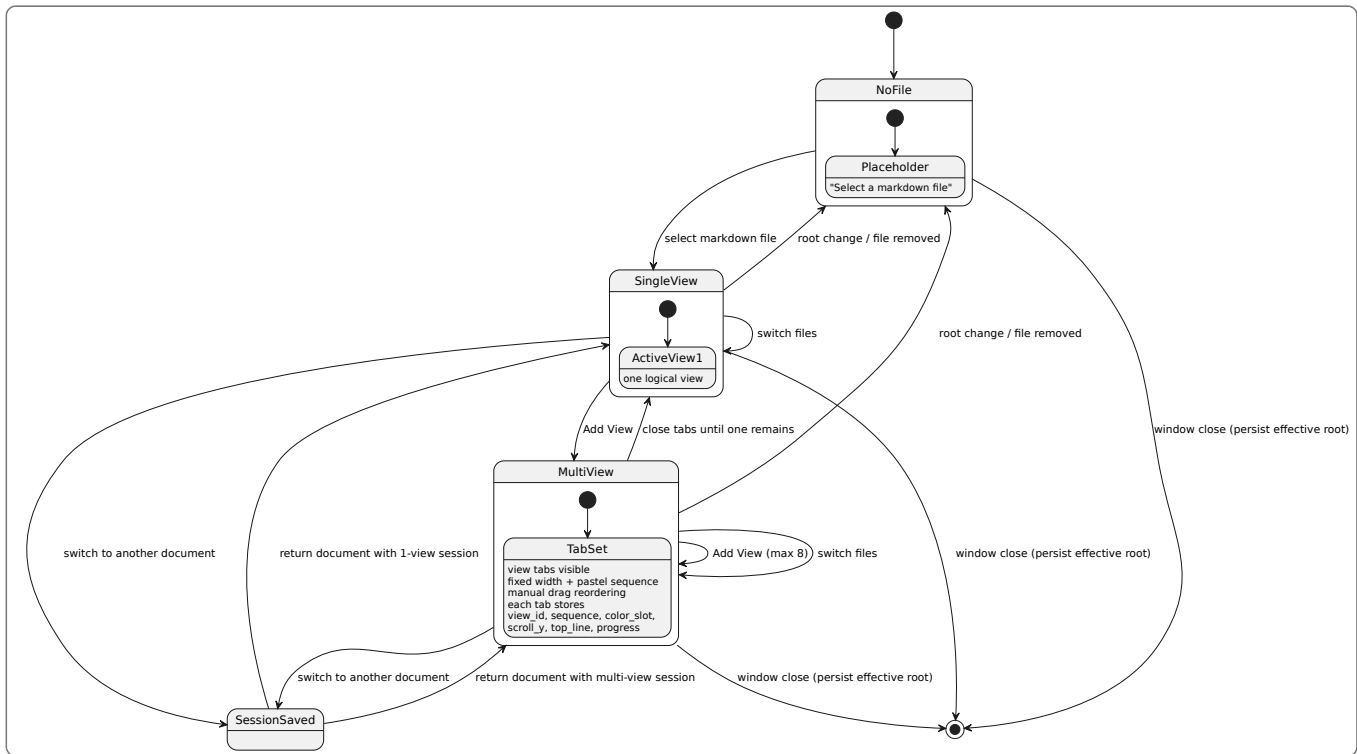 NoFile
Placeholder
"Select a markdown file"
select markdown file
root change / file removed
SingleView
ActiveView1
one logical view
switch files
root change / file removed
Add View
close tabs until one remains
window close (persist effective root)
MultiView
TabSet
view tabs visible
fixed width + pastel sequence
manual drag reordering
each tab stores
view_id, sequence, color_slot,
scroll_y, top_line, progress
Add View (max 8)
switch files
switch to another document
return document with 1-view session
window close (persist effective root)
switch to another document
return document with multi-view session
window close (persist effective root)
SessionSaved